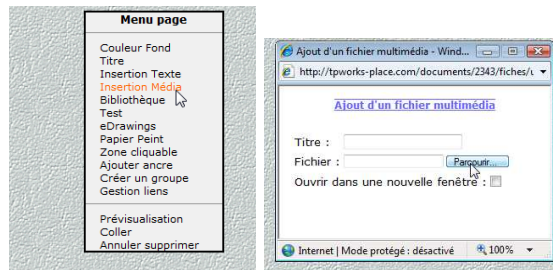 Menu page
Couleur Fond
Titre
Insertion Texte
Insertion Média
Bibliothèque
Test
eDrawings
Papier Peint
Zone cliquable
Ajouter ancre
Créer un groupe
Gestion liens
Prévisualisation
Coller
Annuler supprimer
Ajout d'un fichier multimédia - Wind...
http://tpworks-place.com/documents/2343/fiches/u
Ajout d'un fichier multimédia
Titre :
Fichier : Parcourir...
Ouvrir dans une nouvelle fenêtre :
Internet | Mode protégé : désactivé 100%